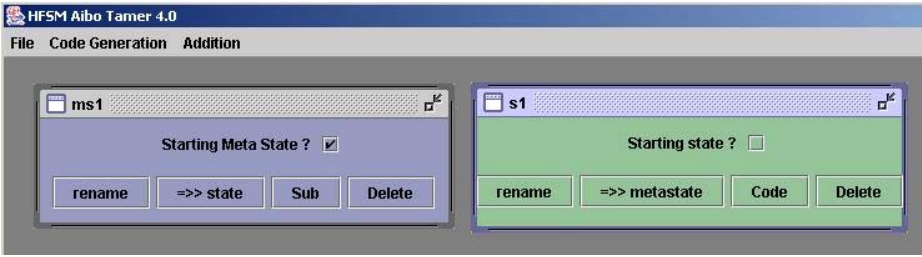 HFSM Aibo Tamer 4.0
File Code Generation Addition
ms1
Starting Meta State ?
rename =>> state Sub Delete
s1
Starting state ?
rename =>> metastate Code Delete